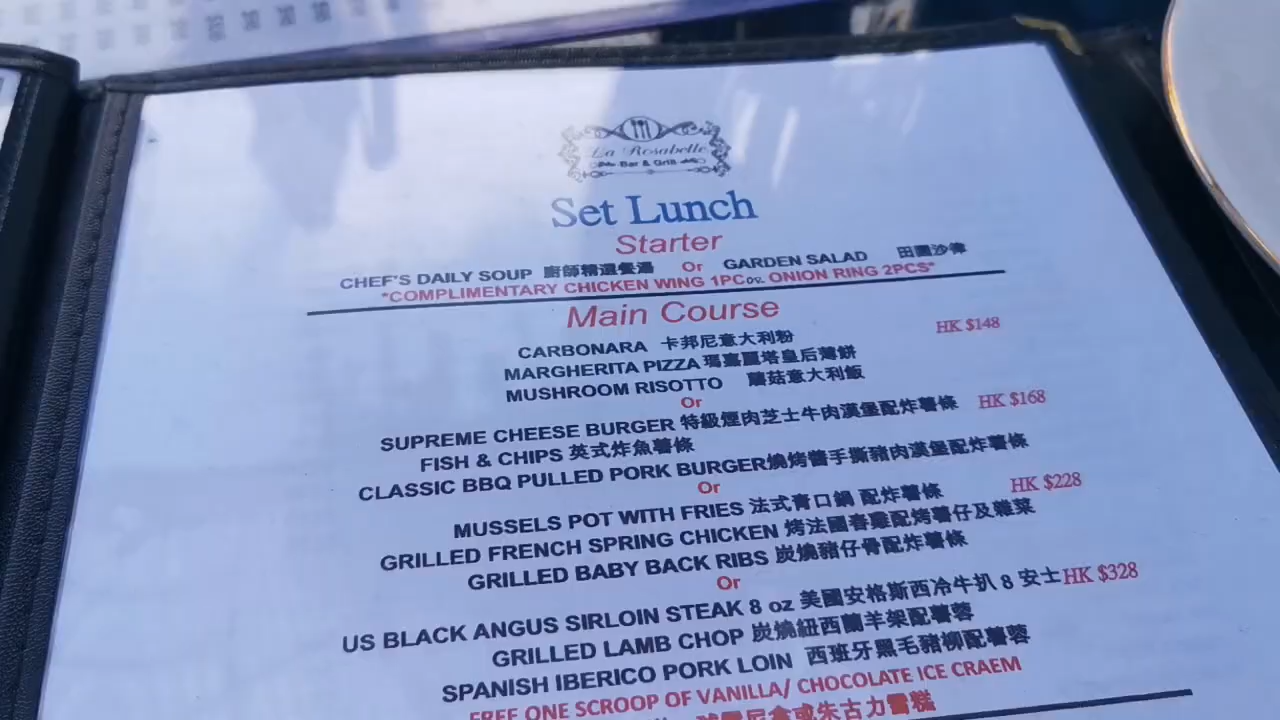 La Rosabelle
Bar & Grill
Set Lunch
Starter
CHEF'S DAILY SOUP 廚師精選餐湯 Or GARDEN SALAD 田園沙律
*COMPLIMENTARY CHICKEN WING 1PC or ONION RING 2PCS*
Main Course
CARBONARA 卡邦尼意大利粉 HK $148
MARGHERITA PIZZA 瑪嘉麗塔皇后薄餅
MUSHROOM RISOTTO 蘑菇意大利飯
Or
SUPREME CHEESE BURGER 特級煙肉芝士牛肉漢堡配炸薯條 HK $168
FISH & CHIPS 英式炸魚薯條
CLASSIC BBQ PULLED PORK BURGER 燒烤醬手撕豬肉漢堡配炸薯條
Or
MUSSELS POT WITH FRIES 法式青口鍋 配炸薯條 HK $228
GRILLED FRENCH SPRING CHICKEN 烤法國春雞配烤薯仔及雜菜
GRILLED BABY BACK RIBS 炭燒豬仔骨配炸薯條
Or
US BLACK ANGUS SIRLOIN STEAK 8 oz 美國安格斯西冷牛扒 8 安士 HK $328
GRILLED LAMB CHOP 炭燒紐西蘭羊架配薯蓉
SPANISH IBERICO PORK LOIN 西班牙黑毛豬柳配薯蓉
FREE ONE SCROOP OF VANILLA/ CHOCOLATE ICE CRAEM
或朱古力雪糕